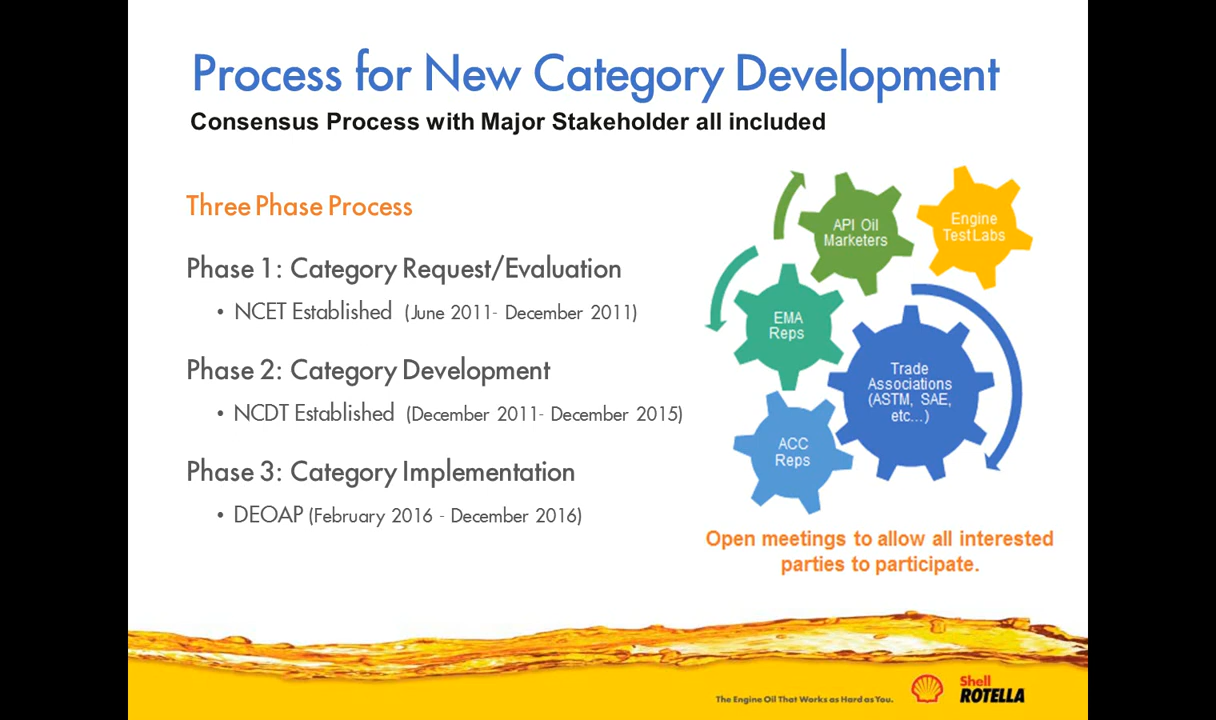 Process for New Category Development
Consensus Process with Major Stakeholder all included
Three Phase Process
Phase 1: Category Request/Evaluation
• NCET Established (June 2011- December 2011)
Phase 2: Category Development
• NCDT Established (December 2011- December 2015)
Phase 3: Category Implementation
• DEOAP (February 2016 - December 2016)
API Oil
Marketers
Engine
Test Labs
EMA
Reps
Trade
Associations
(ASTM, SAE,
etc...)
ACC
Reps
Open meetings to allow all interested
parties to participate.
The Engine Oil That Works as Hard as You.
Shell
ROTELLA